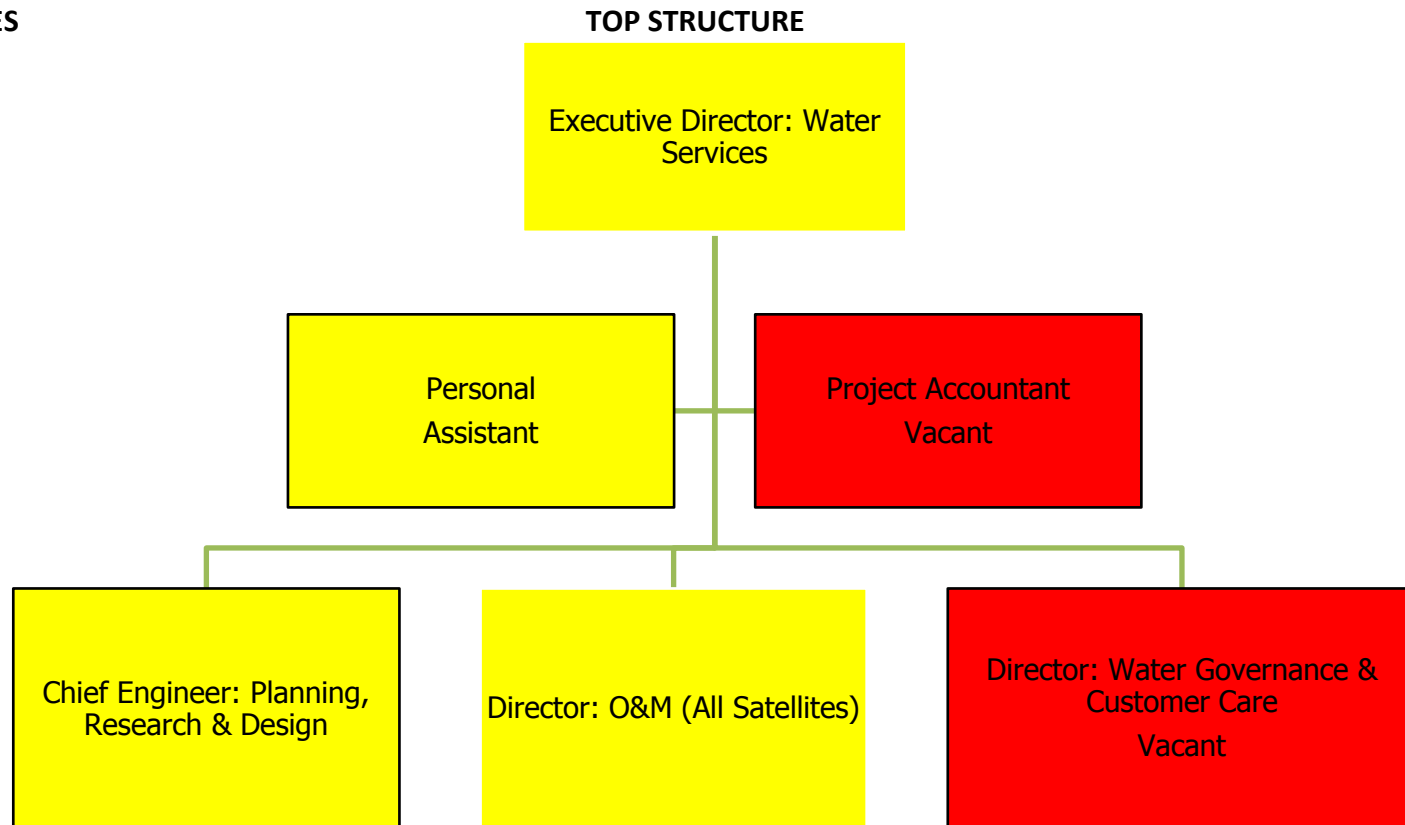 ES
TOP STRUCTURE
Executive Director: Water
Services
Personal
Assistant
Project Accountant
Vacant
Chief Engineer: Planning,
Research & Design
Director: O&M (All Satellites)
Director: Water Governance &
Customer Care
Vacant